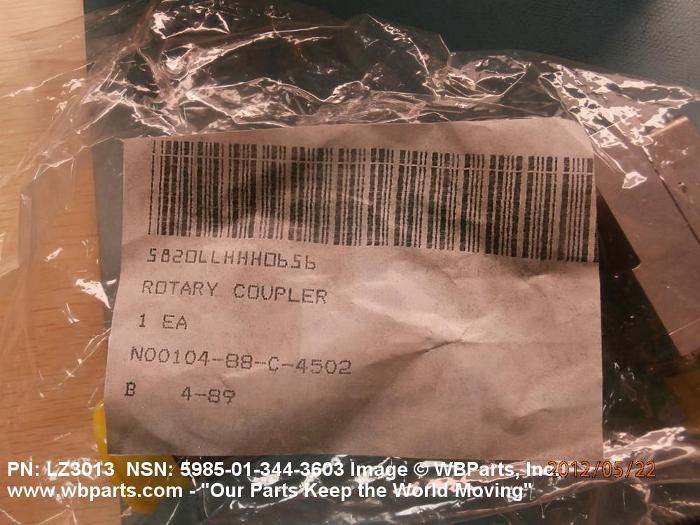 5820LLHHH0656
ROTARY COUPLER
1 EA
N00104-88-C-4502
B 4-89
PN: LZ3013 NSN: 5985-01-344-3603 Image © WBParts, Inc.
2012/05/22
www.wbparts.com - "Our Parts Keep the World Moving"